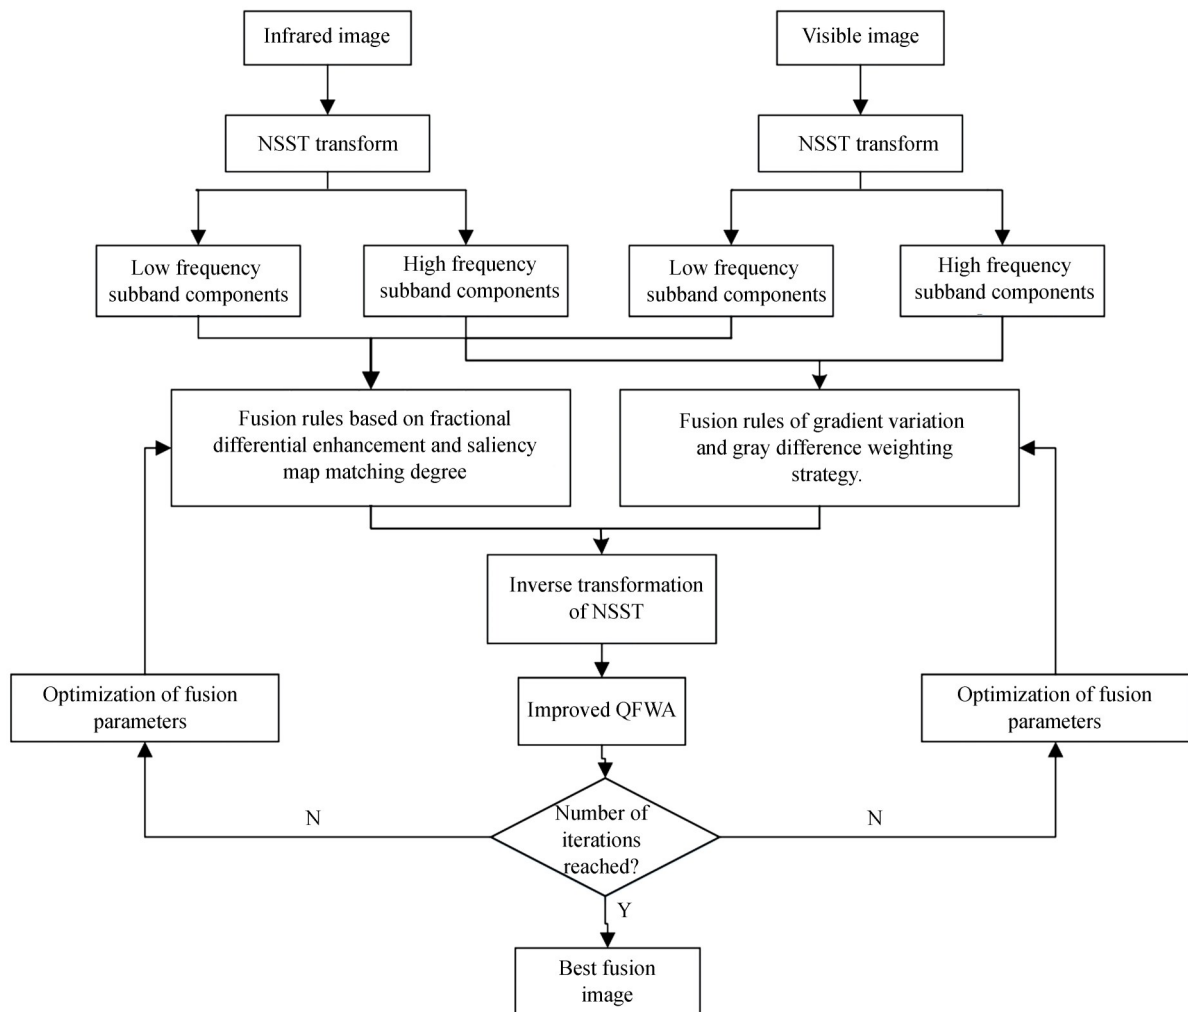 Infrared image
Visible image
NSST transform
NSST transform
Low frequency
subband components
High frequency
subband components
Low frequency
subband components
High frequency
subband components
Fusion rules based on fractional
differential enhancement and saliency
map matching degree
Fusion rules of gradient variation
and gray difference weighting
strategy.
Inverse transformation
of NSST
Optimization of fusion
parameters
Improved QFWA
Optimization of fusion
parameters
N
Number of
iterations
reached?
N
Y
Best fusion
image